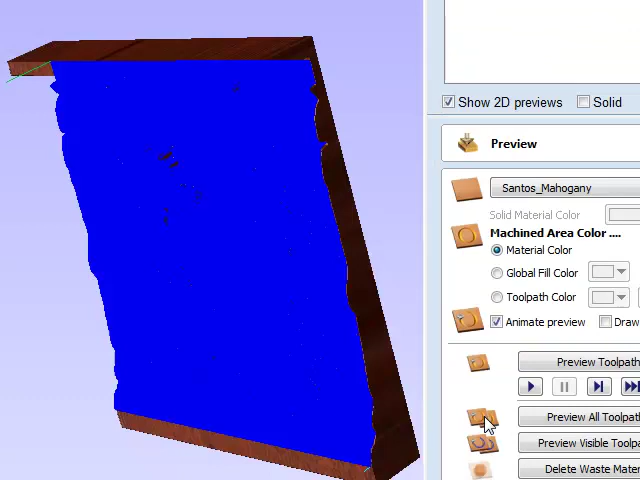 Show 2D previews Solid
Preview
Santos_Mahogany
Solid Material Color
Machined Area Color ....
Material Color
Global Fill Color
Toolpath Color
Animate preview Draw
Preview Toolpath
Preview All Toolpat
Preview Visible Toolpa
Delete Waste Mater